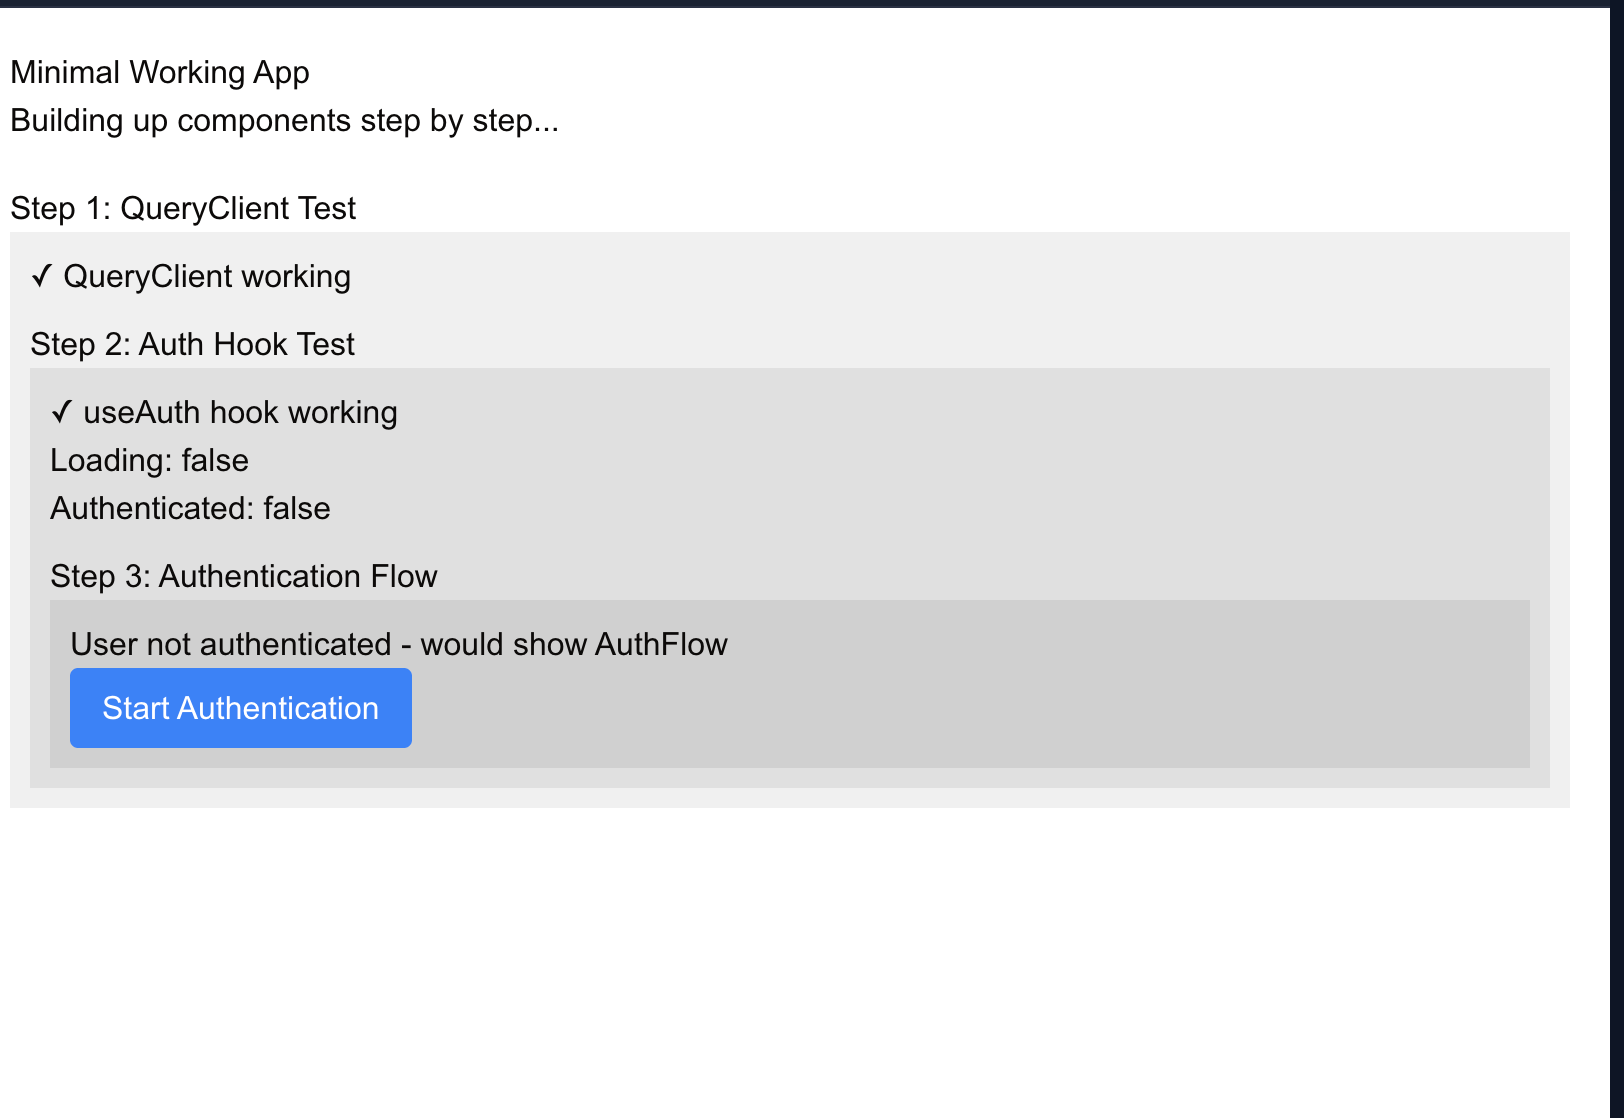 Minimal Working App
Building up components step by step...
Step 1: QueryClient Test
✓ QueryClient working
Step 2: Auth Hook Test
✓ useAuth hook working
Loading: false
Authenticated: false
Step 3: Authentication Flow
User not authenticated - would show AuthFlow
Start Authentication